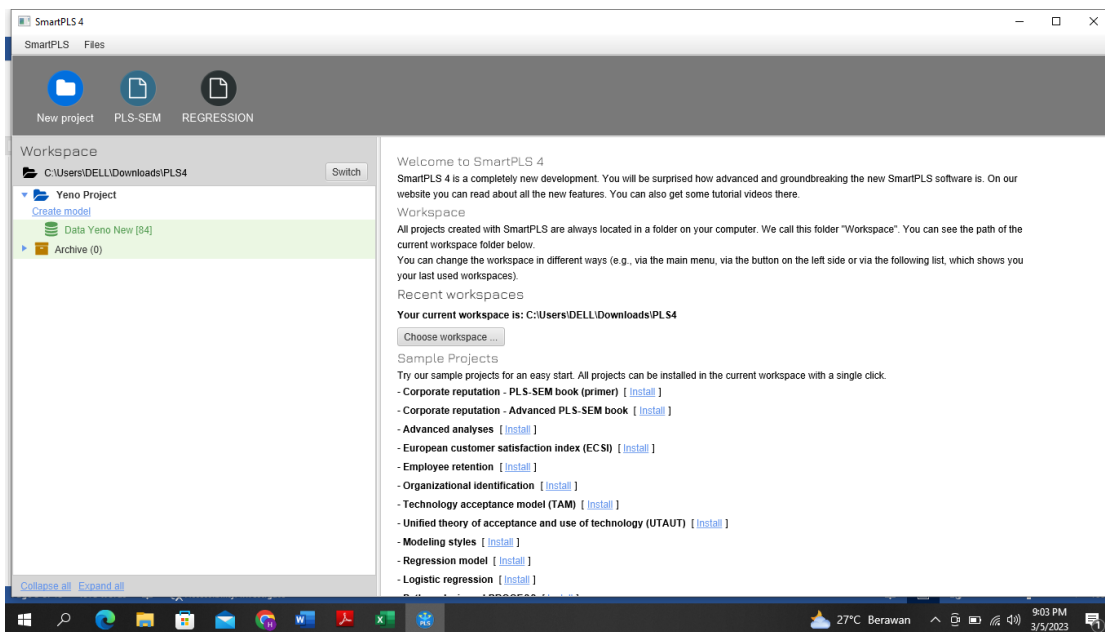 SmartPLS 4
SmartPLS Files
New project PLS-SEM REGRESSION
Workspace
C:\Users\DELL\Downloads\PLS4 Switch
Yeno Project
Create model
Data Yeno New [84]
Archive (0)
Collapse all Expand all
Welcome to SmartPLS 4
SmartPLS 4 is a completely new development. You will be surprised how advanced and groundbreaking the new SmartPLS software is. On our
website you can read about all the new features. You can also get some tutorial videos there.
Workspace
All projects created with SmartPLS are always located in a folder on your computer. We call this folder "Workspace". You can see the path of the
current workspace folder below.
You can change the workspace in different ways (e.g., via the main menu, via the button on the left side or via the following list, which shows you
your last used workspaces).
Recent workspaces
Your current workspace is: C:\Users\DELL\Downloads\PLS4
Choose workspace ...
Sample Projects
Try our sample projects for an easy start. All projects can be installed in the current workspace with a single click.
- Corporate reputation - PLS-SEM book (primer) [ Install ]
- Corporate reputation - Advanced PLS-SEM book [ Install ]
- Advanced analyses [ Install ]
- European customer satisfaction index (ECSI) [ Install ]
- Employee retention [ Install ]
- Organizational identification [ Install ]
- Technology acceptance model (TAM) [ Install ]
- Unified theory of acceptance and use of technology (UTAUT) [ Install ]
- Modeling styles [ Install ]
- Regression model [ Install ]
- Logistic regression [ Install ]
27°C Berawan
9:03 PM
3/5/2023